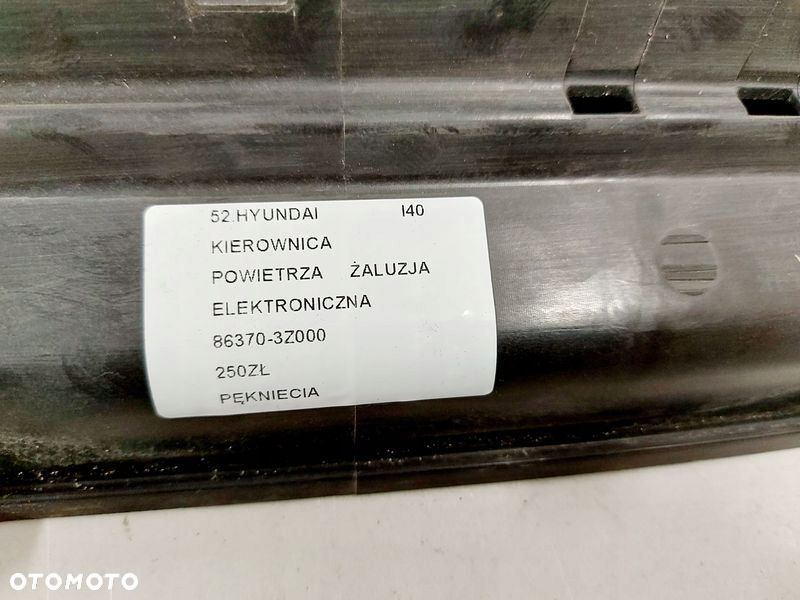 52.HYUNDAI I40
KIEROWNICA
POWIETRZA ŻALUZJA
ELEKTRONICZNA
86370-3Z000
250ZŁ
PĘKNIECIA
OTOMOTO